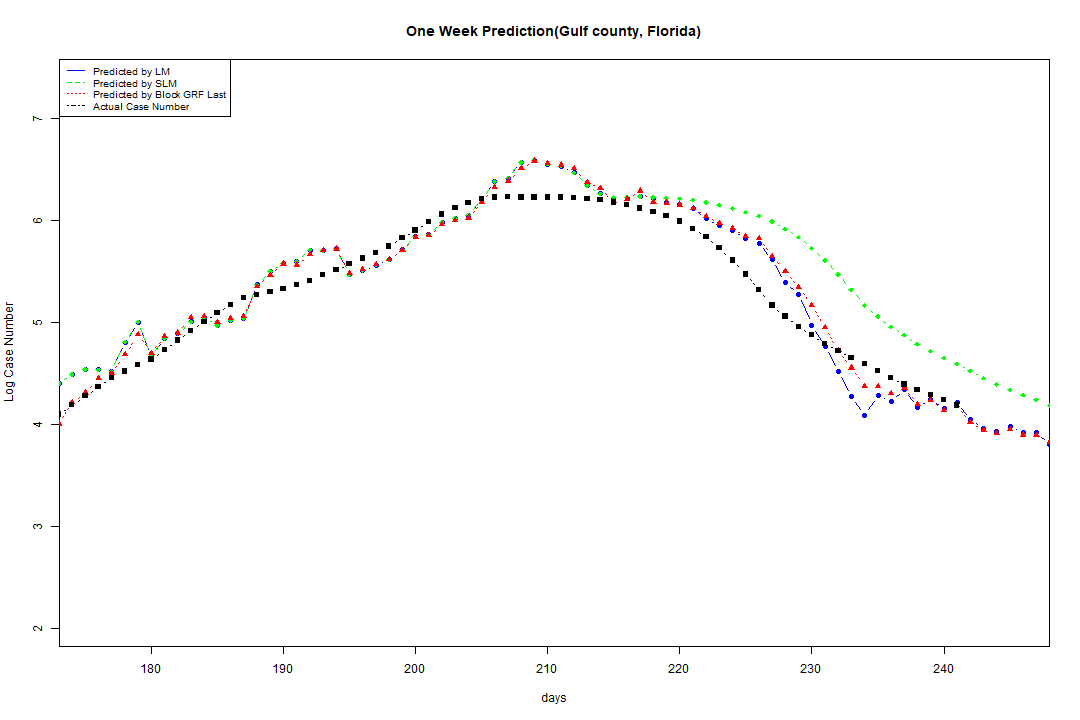 One Week Prediction(Gulf county, Florida)
Predicted by LM
Predicted by SLM
Predicted by Block GRF Last
Actual Case Number
7
6
5
4
3
2
Log Case Number
180 190 200 210 220 230 240
days